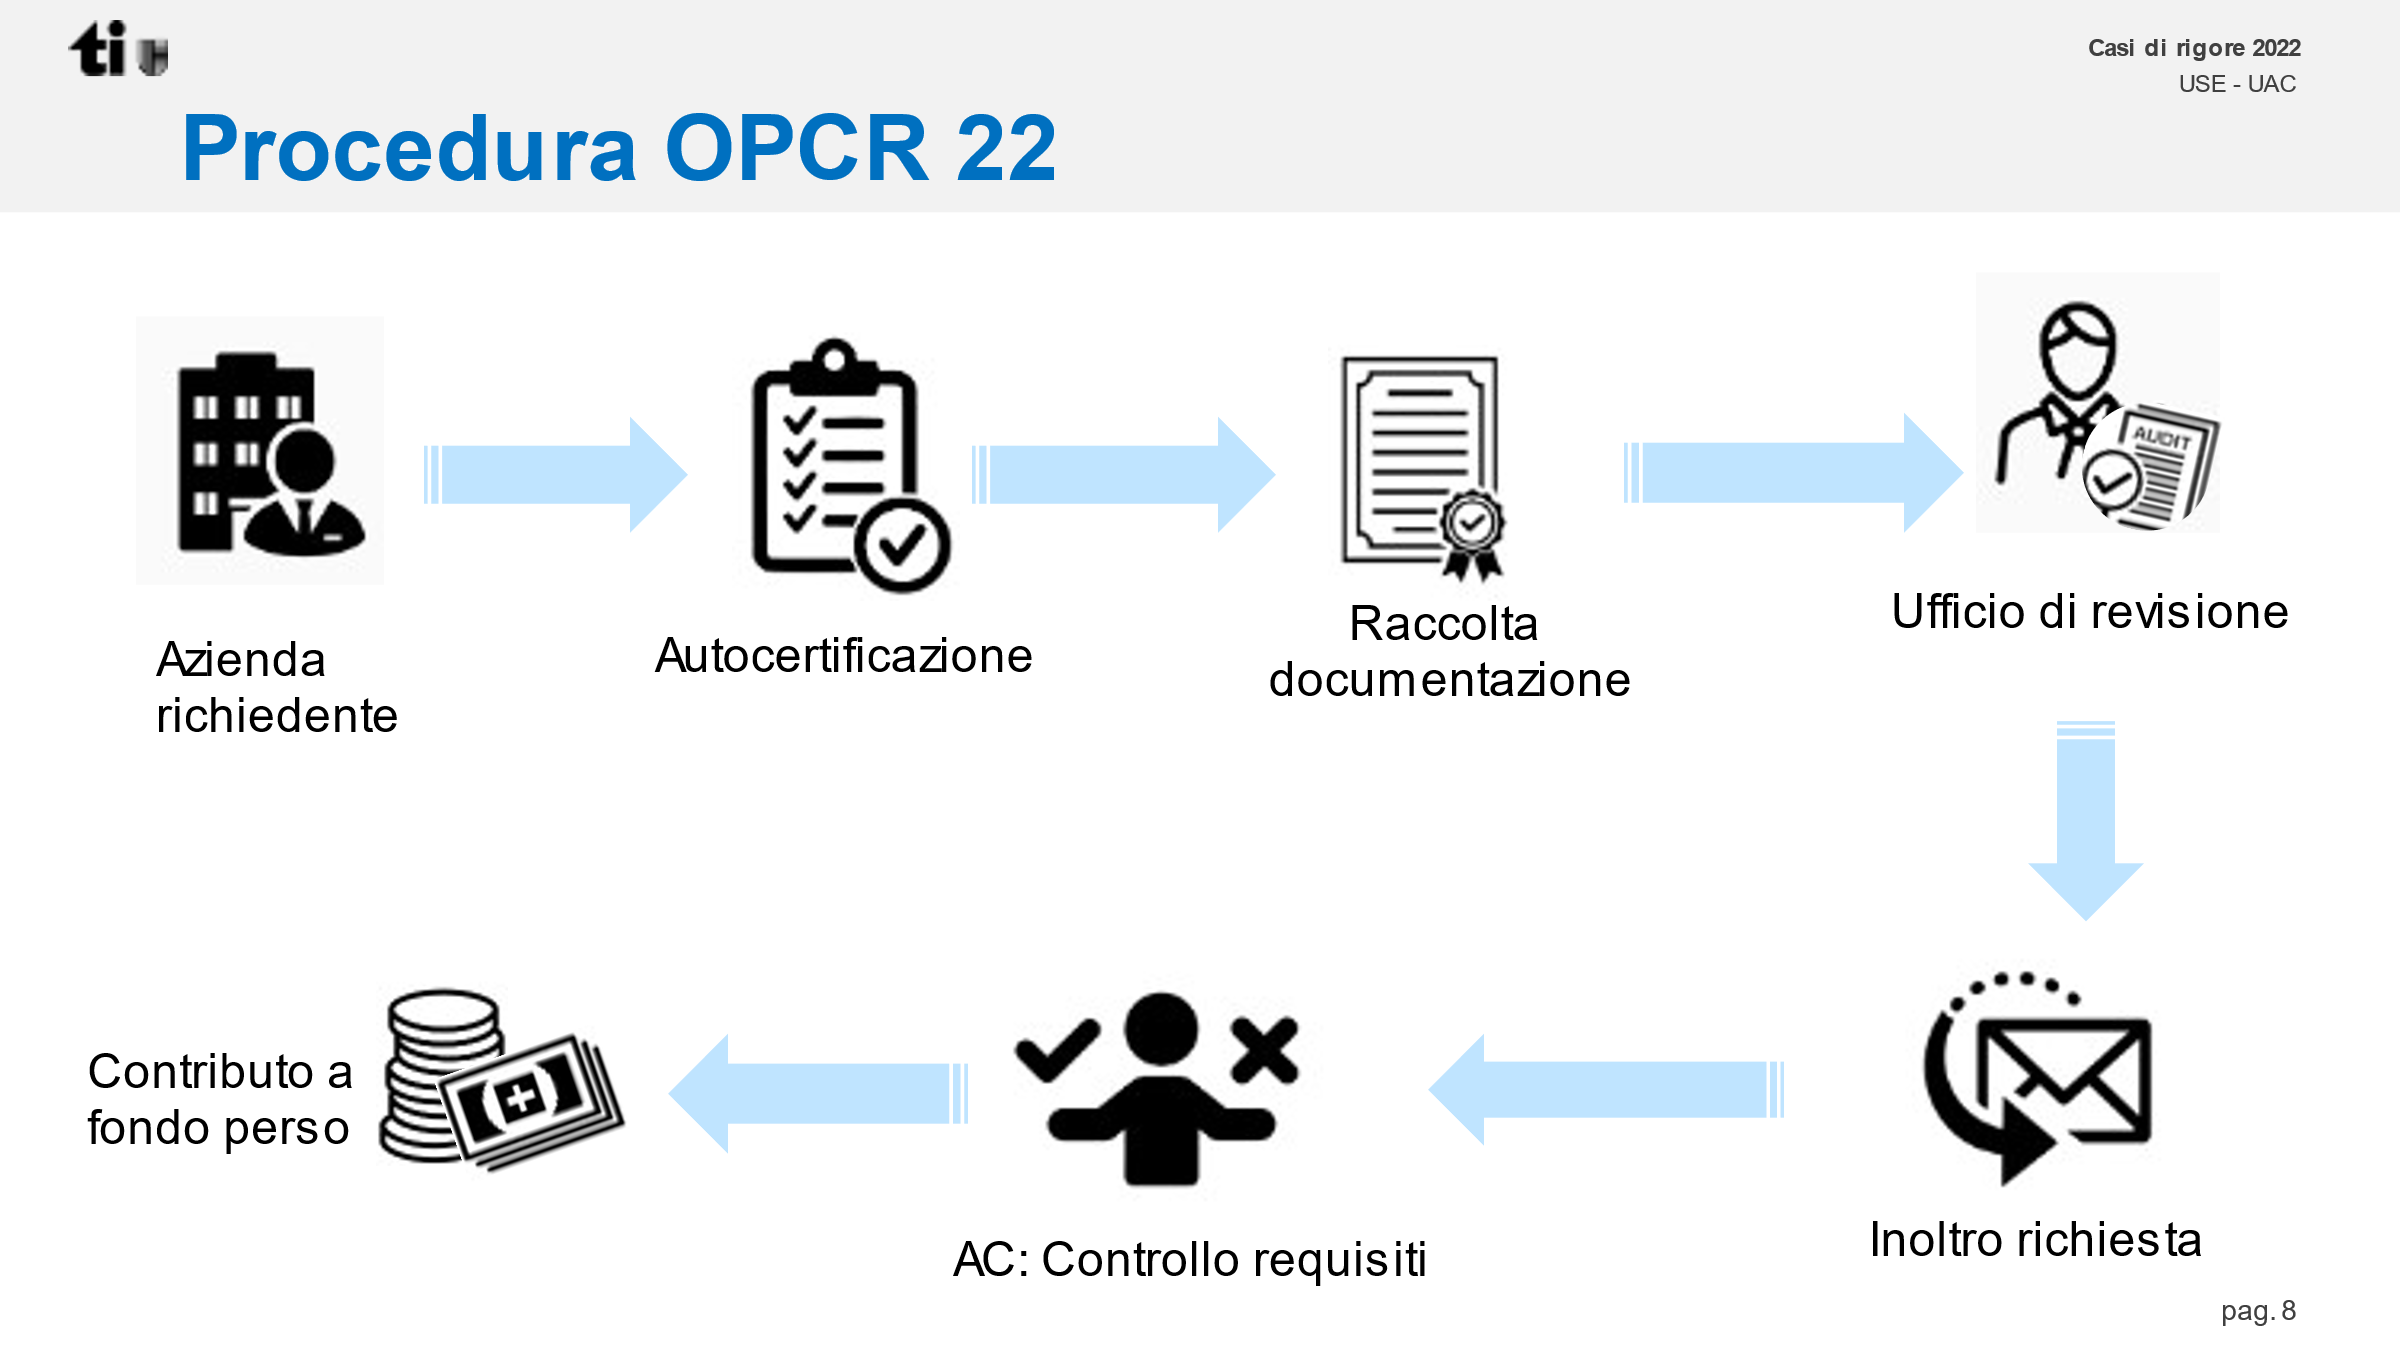 ti
Casi di rigore 2022
USE - UAC
Procedura OPCR 22
AUDIT
Azienda
richiedente
Autocertificazione
Raccolta
documentazione
Ufficio di revisione
Contributo a
fondo perso
AC: Controllo requisiti
Inoltro richiesta
pag. 8